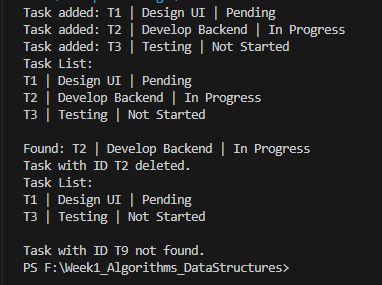 Task added: T1 | Design UI | Pending
Task added: T2 | Develop Backend | In Progress
Task added: T3 | Testing | Not Started
Task List:
T1 | Design UI | Pending
T2 | Develop Backend | In Progress
T3 | Testing | Not Started
Found: T2 | Develop Backend | In Progress
Task with ID T2 deleted.
Task List:
T1 | Design UI | Pending
T3 | Testing | Not Started
Task with ID T9 not found.
PS F:\Week1_Algorithms_DataStructures>